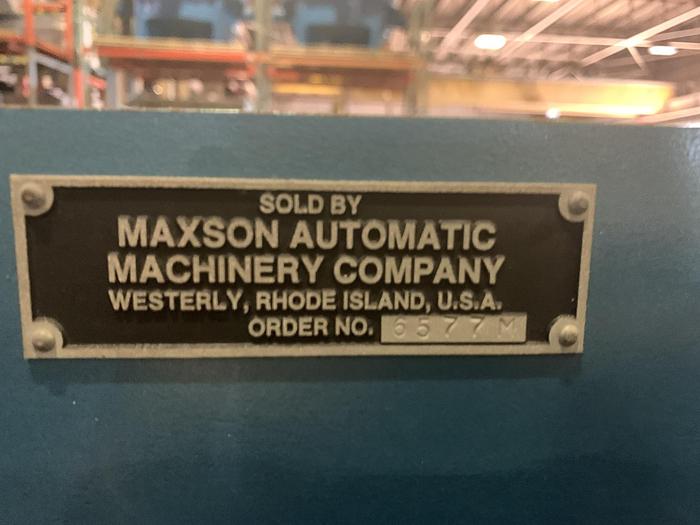 SOLD BY
MAXSON AUTOMATIC
MACHINERY COMPANY
WESTERLY, RHODE ISLAND, U.S.A.
ORDER NO. 6577M